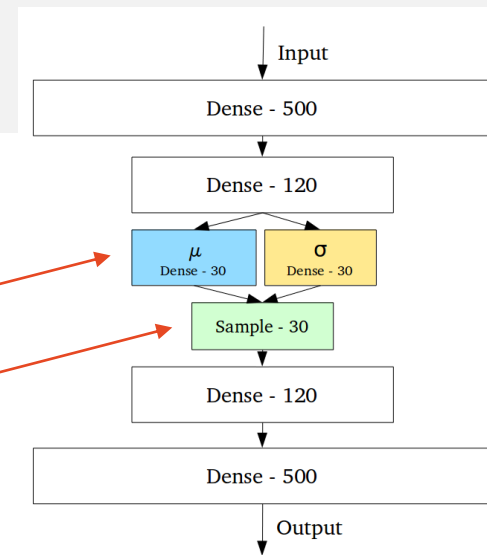 Input
Dense - 500
Dense - 120
μ
Dense - 30
σ
Dense - 30
Sample - 30
Dense - 120
Dense - 500
Output